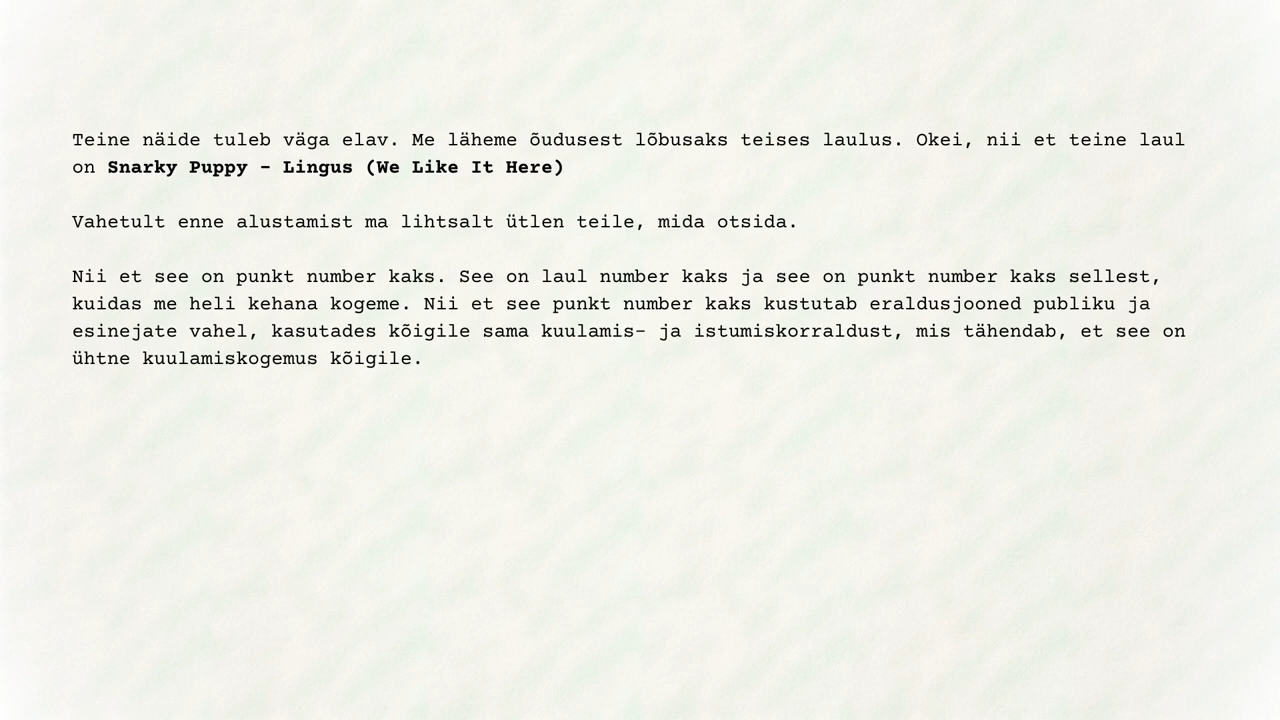 Teine näide tuleb väga elav. Me läheme õudusest lõbusaks teises laulus. Okei, nii et teine laul
on Snarky Puppy - Lingus (We Like It Here)
Vahetult enne alustamist ma lihtsalt ütlen teile, mida otsida.
Nii et see on punkt number kaks. See on laul number kaks ja see on punkt number kaks sellest,
kuidas me heli kehana kogeme. Nii et see punkt number kaks kustutab eraldusjooned publiku ja
esinejate vahel, kasutades kõigile sama kuulamis- ja istumiskorraldust, mis tähendab, et see on
ühtne kuulamiskogemus kõigile.